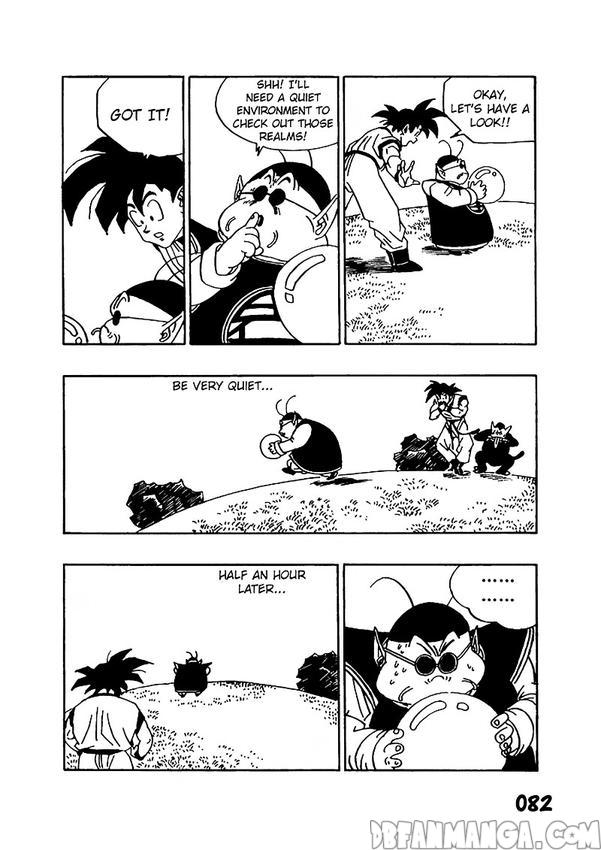 OKAY,
LET'S HAVE A
LOOK!!
SHH! I'LL
NEED A QUIET
ENVIRONMENT TO
CHECK OUT THOSE
REALMS!
GOT IT!
BE VERY QUIET...
......
......
HALF AN HOUR
LATER...
082
DBFANMANGA.COM